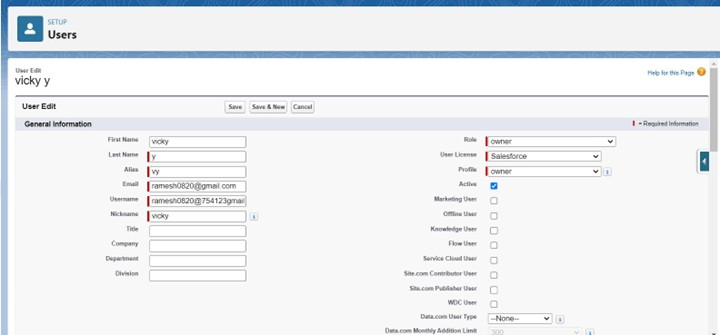 SETUP
Users
User Edit
vicky y
Help for this Page
User Edit
Save
Save & New
Cancel
General Information
= Required Information
First Name
vicky
Last Name
y
Alias
vy
Email
ramesh0820@gmail.com
Username
ramesh0820@754123gmail
Nickname
vicky
Title
Company
Department
Division
Role
owner
User License
Salesforce
Profile
owner
Active
Marketing User
Offline User
Knowledge User
Flow User
Service Cloud User
Site.com Contributor User
Site.com Publisher User
WDC User
Data.com User Type
--None--
Data.com Monthly Addition Limit
300